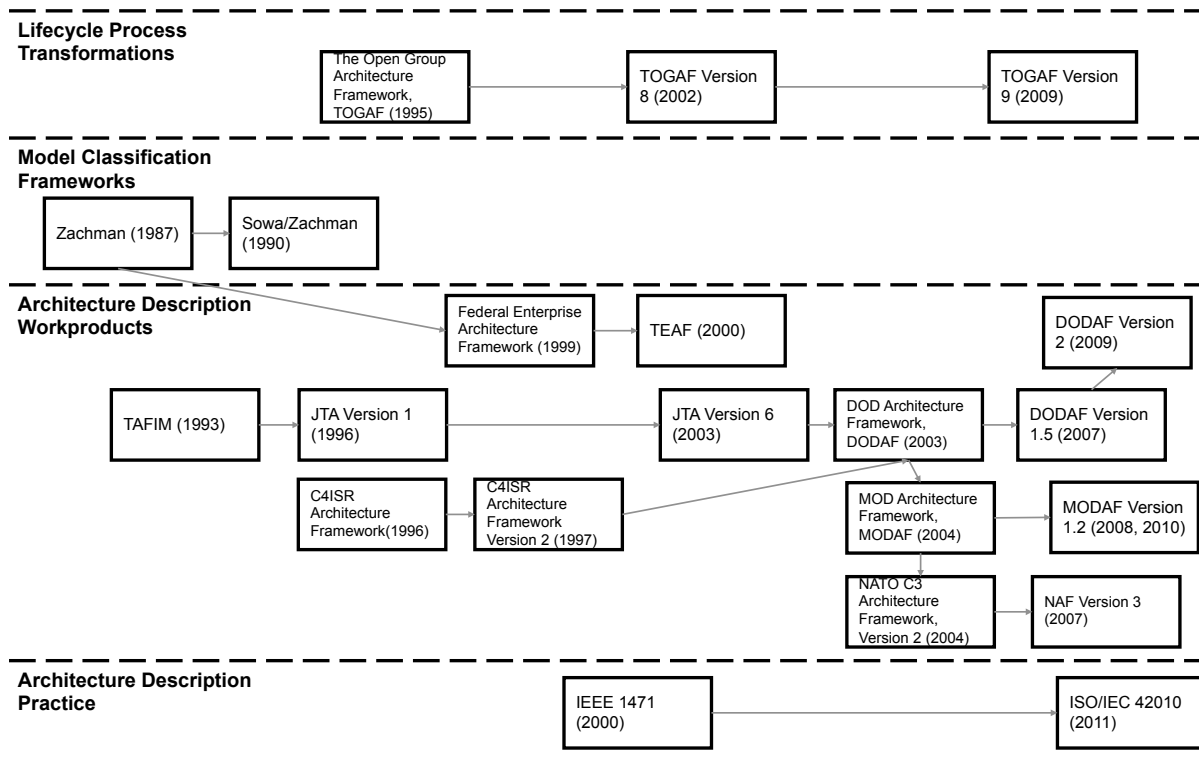 Lifecycle Process
Transformations
The Open Group
Architecture
Framework,
TOGAF (1995)
TOGAF Version
8 (2002)
TOGAF Version
9 (2009)
Model Classification
Frameworks
Zachman (1987)
Sowa/Zachman
(1990)
Architecture Description
Workproducts
Federal Enterprise
Architecture
Framework (1999)
TEAF (2000)
DODAF Version
2 (2009)
TAFIM (1993)
JTA Version 1
(1996)
JTA Version 6
(2003)
DOD Architecture
Framework,
DODAF (2003)
DODAF Version
1.5 (2007)
C4ISR
Architecture
Framework(1996)
C4ISR
Architecture
Framework
Version 2 (1997)
MOD Architecture
Framework,
MODAF (2004)
MODAF Version
1.2 (2008, 2010)
NATO C3
Architecture
Framework,
Version 2 (2004)
NAF Version 3
(2007)
Architecture Description
Practice
IEEE 1471
(2000)
ISO/IEC 42010
(2011)